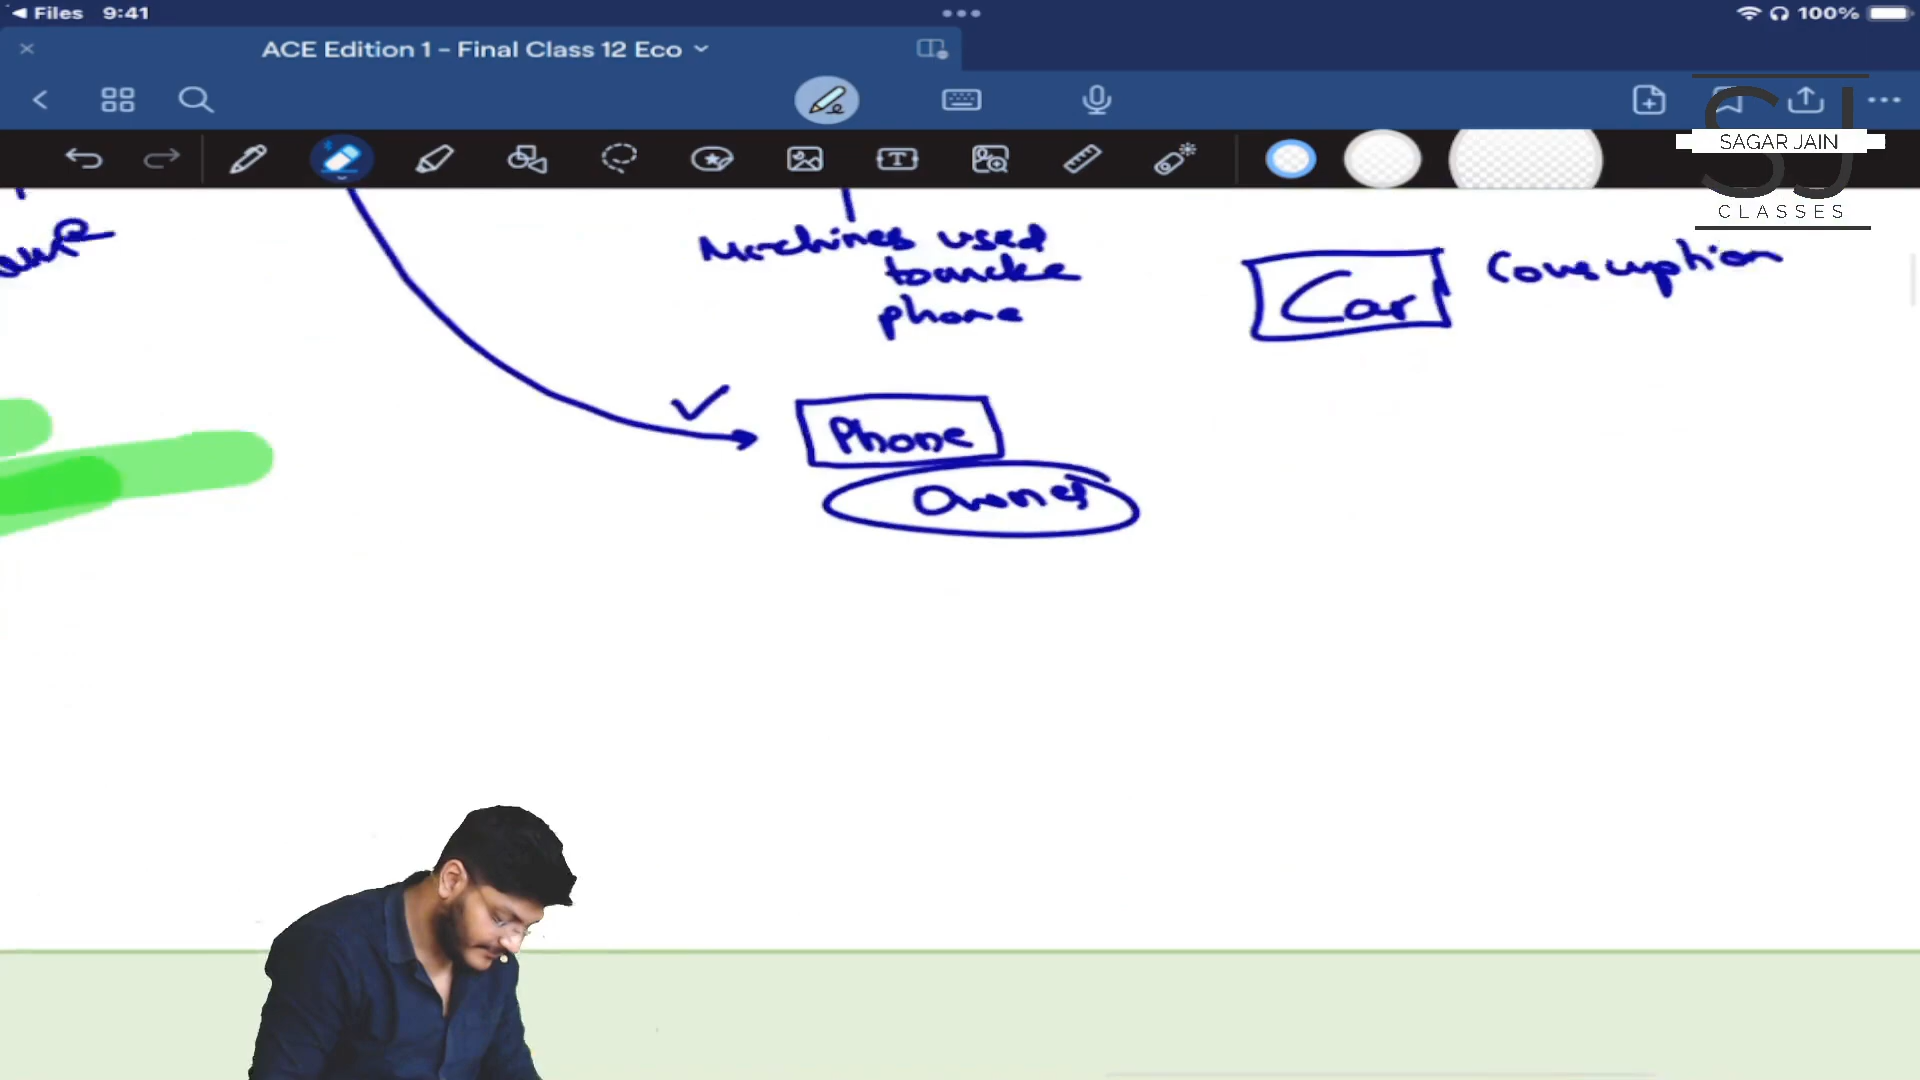 Files 9:41
100%
ACE Edition 1 - Final Class 12 Eco
SJ
SAGAR JAIN
CLASSES
Machines used
to make
phone
Car
Consumption
Phone
Owner